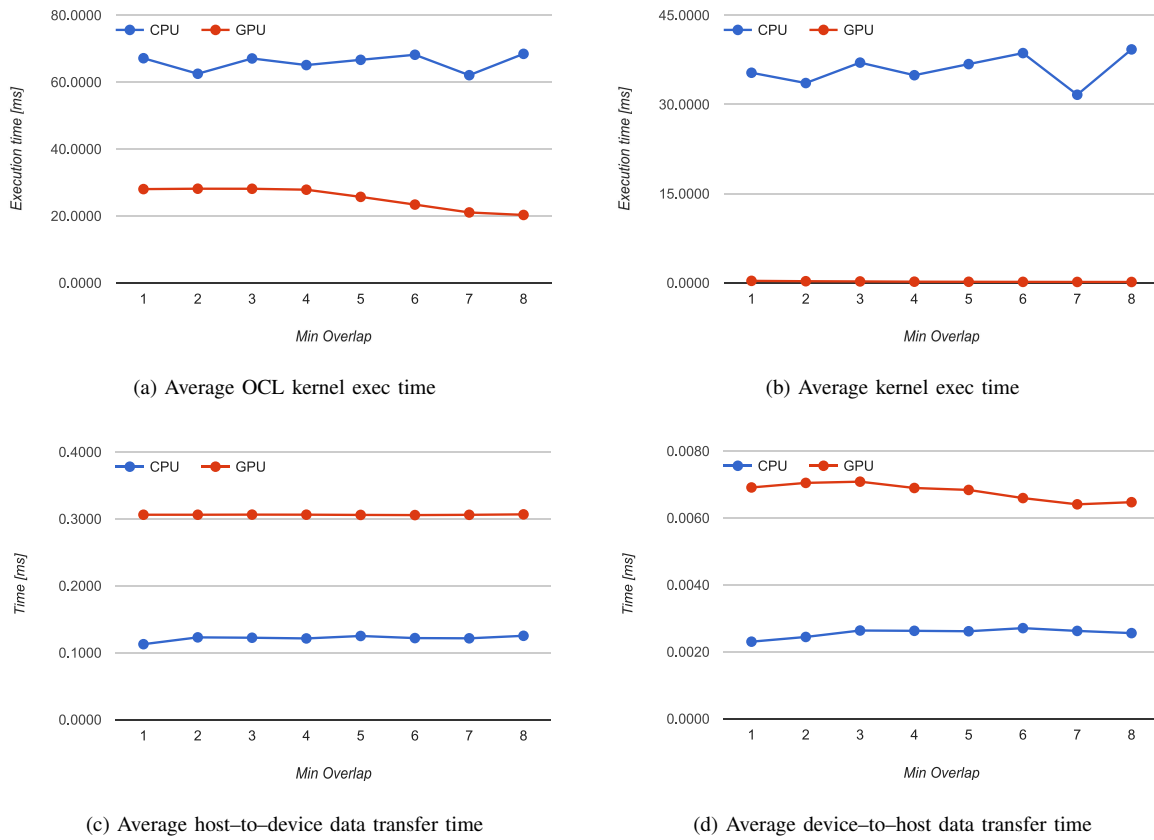 80.0000
CPU GPU
60.0000
40.0000
20.0000
0.0000
Execution time [ms]
1 2 3 4 5 6 7 8
Min Overlap
(a) Average OCL kernel exec time
45.0000
CPU GPU
30.0000
15.0000
0.0000
Execution time [ms]
1 2 3 4 5 6 7 8
Min Overlap
(b) Average kernel exec time
0.4000
CPU GPU
0.3000
0.2000
0.1000
0.0000
Time [ms]
1 2 3 4 5 6 7 8
Min Overlap
(c) Average host–to–device data transfer time
0.0080
CPU GPU
0.0060
0.0040
0.0020
0.0000
Time [ms]
1 2 3 4 5 6 7 8
Min Overlap
(d) Average device–to–host data transfer time